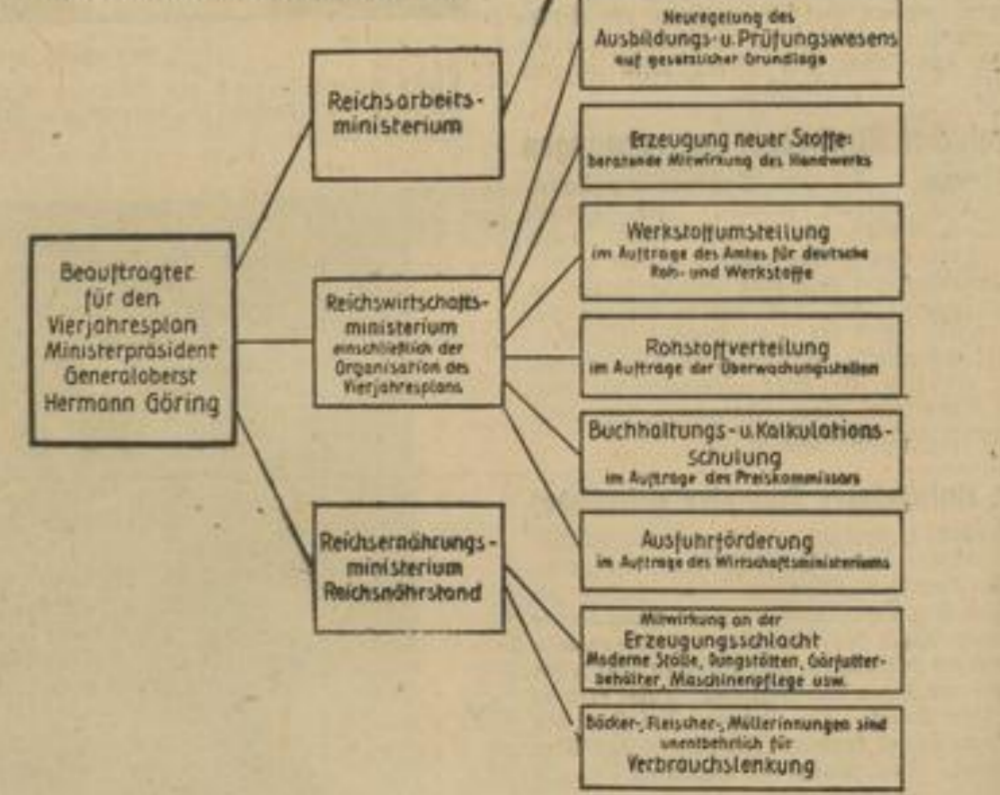 Beauftragter
für den
Vierjahresplan
Ministerpräsident
Generaloberst
Hermann Göring
Reichsarbeits-
ministerium
Reichswirtschafts-
ministerium
einschließlich der
Organisation des
Vierjahresplans
Reichsernährungs-
ministerium
Reichsnährstand
Neuregelung des
Ausbildungs- u. Prüfungswesens
auf gesetzlicher Grundlage
Erzeugung neuer Stoffe:
beratende Mitwirkung des Handwerks
Werkstoffumstellung
im Auftrage des Amtes für deutsche
Roh- und Werkstoffe
Rohstoffverteilung
im Auftrage der Überwachungsstellen
Buchhaltungs- u. Kalkulations-
schulung
im Auftrage des Preiskommissars
Ausfuhrförderung
im Auftrage des Wirtschaftsministeriums
Mitwirkung an der
Erzeugungsschlacht
Moderne Ställe, Dungstätten, Gärfutter-
behälter, Maschinenpflege usw.
Bäcker-, Fleischer-, Müllerinnungen sind
unentbehrlich für
Verbrauchslenkung